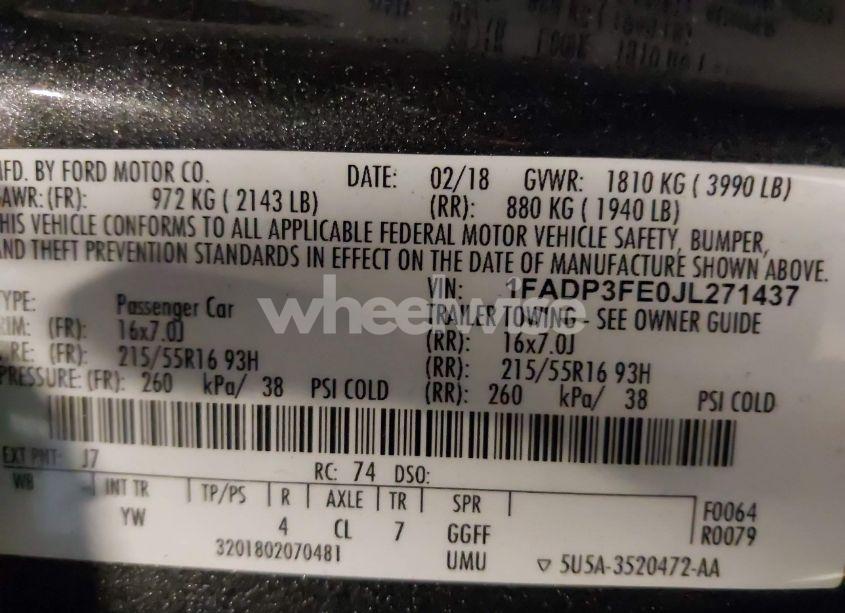 MFD. BY FORD MOTOR CO. DATE: 02/18 GVWR: 1810 KG ( 3990 LB)
GAWR: (FR): 972 KG ( 2143 LB) (RR): 880 KG ( 1940 LB)
THIS VEHICLE CONFORMS TO ALL APPLICABLE FEDERAL MOTOR VEHICLE SAFETY, BUMPER,
AND THEFT PREVENTION STANDARDS IN EFFECT ON THE DATE OF MANUFACTURE SHOWN ABOVE.
VIN: 1FADP3FE0JL271437
TYPE: Passenger Car TRAILER TOWING - SEE OWNER GUIDE
RIM: (FR): 16x7.0J (RR): 16x7.0J
TIRE: (FR): 215/55R16 93H (RR): 215/55R16 93H
PRESSURE: (FR): 260 kPa/ 38 PSI COLD (RR): 260 kPa/ 38 PSI COLD
wheelwise
EXT PNT: J7 RC: 74 DSO:
WB INT TR TP/PS R AXLE TR SPR F0064
YW 4 CL 7 GGFF R0079
3201802070481 UMU ▽ 5U5A-3520472-AA